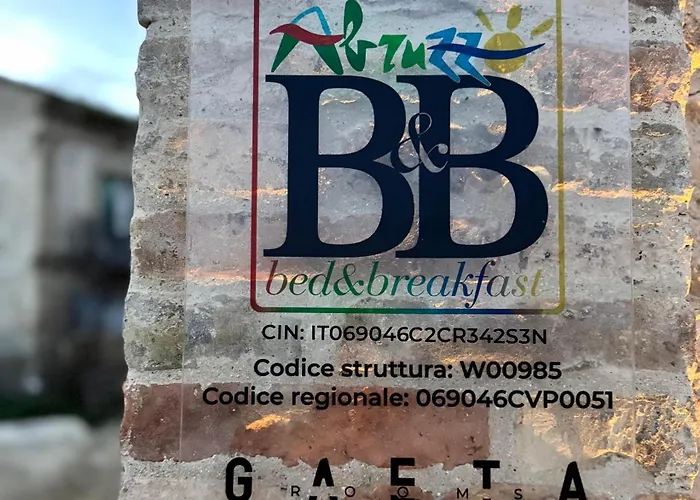 Abruzzo
B&B
bed&breakfast
CIN: IT069046C2CR342S3N
Codice struttura: W00985
Codice regionale: 069046CVP0051
GAETA
ROOMS